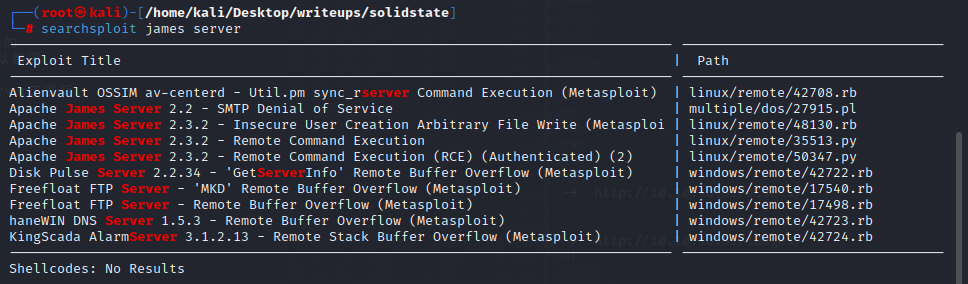 ┌──(root㉿kali)-[/home/kali/Desktop/writeups/solidstate]
└─# searchsploit james server
Exploit Title | Path
Alienvault OSSIM av-centerd - Util.pm sync_rserver Command Execution (Metasploit) | linux/remote/42708.rb
Apache James Server 2.2 - SMTP Denial of Service | multiple/dos/27915.pl
Apache James Server 2.3.2 - Insecure User Creation Arbitrary File Write (Metasploi | linux/remote/48130.rb
Apache James Server 2.3.2 - Remote Command Execution | linux/remote/35513.py
Apache James Server 2.3.2 - Remote Command Execution (RCE) (Authenticated) (2) | linux/remote/50347.py
Disk Pulse Server 2.2.34 - 'GetServerInfo' Remote Buffer Overflow (Metasploit) | windows/remote/42722.rb
Freefloat FTP Server - 'MKD' Remote Buffer Overflow (Metasploit) | windows/remote/17540.rb
Freefloat FTP Server - Remote Buffer Overflow (Metasploit) | windows/remote/17498.rb
haneWIN DNS Server 1.5.3 - Remote Buffer Overflow (Metasploit) | windows/remote/42723.rb
KingScada AlarmServer 3.1.2.13 - Remote Stack Buffer Overflow (Metasploit) | windows/remote/42724.rb
Shellcodes: No Results